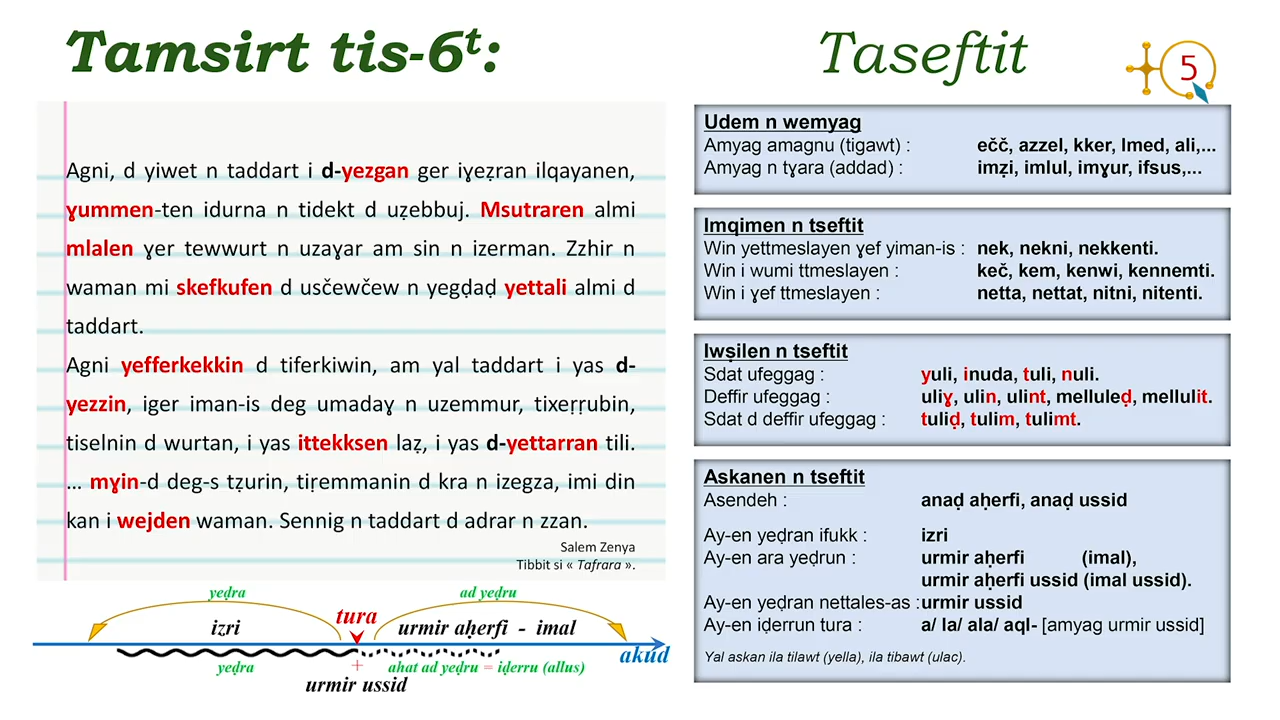 Tamsirt tis-6ᵗ:
Taseftit
5
Agni, d yiwet n taddart i d-yezgan ger iɣeẓran ilqayanen,
ɣummen-ten idurna n tidekt d uẓebbuj. Msutraren almi
mlalen ɣer tewwurt n uzaɣar am sin n izerman. Zzhir n
waman mi skefkufen d usčewčew n yegḍaḍ yettali almi d
taddart.
Agni yefferkekkin d tiferkiwin, am yal taddart i yas d-
yezzin, iger iman-is deg umadaɣ n uzemmur, tixeṛṛubin,
tiselnin d wurtan, i yas ittekksen laẓ, i yas d-yettarran tili.
... mɣin-d deg-s tẓurin, tiṛemmanin d kra n izegza, imi din
kan i wejden waman. Sennig n taddart d adrar n zzan.
Salem Zenya
Tibbit si « Tafrara ».
yeḍra
ad yeḍru
tura
izri
urmir aḥerfi - imal
akud
yeḍra
+
ahat ad yeḍru = iḍerru (allus)
urmir ussid
Udem n wemyag
Amyag amagnu (tigawt) : ečč, azzel, kker, lmed, ali,...
Amyag n tɣara (addad) : imẓi, imlul, imɣur, ifsus,...
Imqimen n tseftit
Win yettmeslayen ɣef yiman-is : nek, nekni, nekkenti.
Win i wumi ttmeslayen : keč, kem, kenwi, kennemti.
Win i ɣef ttmeslayen : netta, nettat, nitni, nitenti.
Iwṣilen n tseftit
Sdat ufeggag : yuli, inuda, tuli, nuli.
Deffir ufeggag : uliɣ, ulin, ulint, melluleḍ, mellulit.
Sdat d deffir ufeggag : tuliḍ, tulim, tulimt.
Askanen n tseftit
Asendeh : anaḍ aḥerfi, anaḍ ussid
Ay-en yeḍran ifukk : izri
Ay-en ara yeḍrun : urmir aḥerfi (imal),
urmir aḥerfi ussid (imal ussid).
Ay-en yeḍran nettales-as : urmir ussid
Ay-en iḍerrun tura : a/ la/ ala/ aql- [amyag urmir ussid]
Yal askan ila tilawt (yella), ila tibawt (ulac).